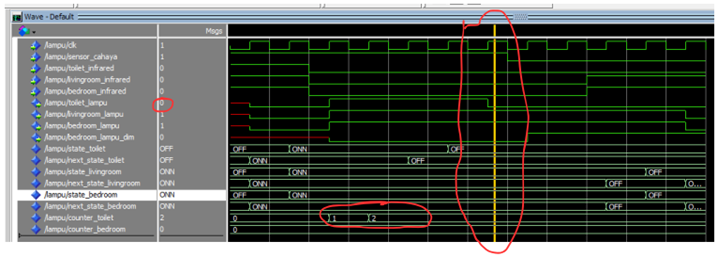 Wave - Default
Msgs
/lampu/clk 1
/lampu/sensor_cahaya 1
/lampu/toilet_infrared 0
/lampu/livingroom_infrared 0
/lampu/bedroom_infrared 0
/lampu/toilet_lampu 0
/lampu/livingroom_lampu 1
/lampu/bedroom_lampu 1
/lampu/bedroom_lampu_dim 0
/lampu/state_toilet OFF OFF ONN OFF
/lampu/next_state_toilet OFF ONN OFF
/lampu/state_livingroom ONN OFF ONN OFF
/lampu/next_state_livingroom ONN ONN OFF O...
/lampu/state_bedroom ONN OFF ONN OFF
/lampu/next_state_bedroom ONN ONN OFF O...
/lampu/counter_toilet 2 0 1 2
/lampu/counter_bedroom 0 0